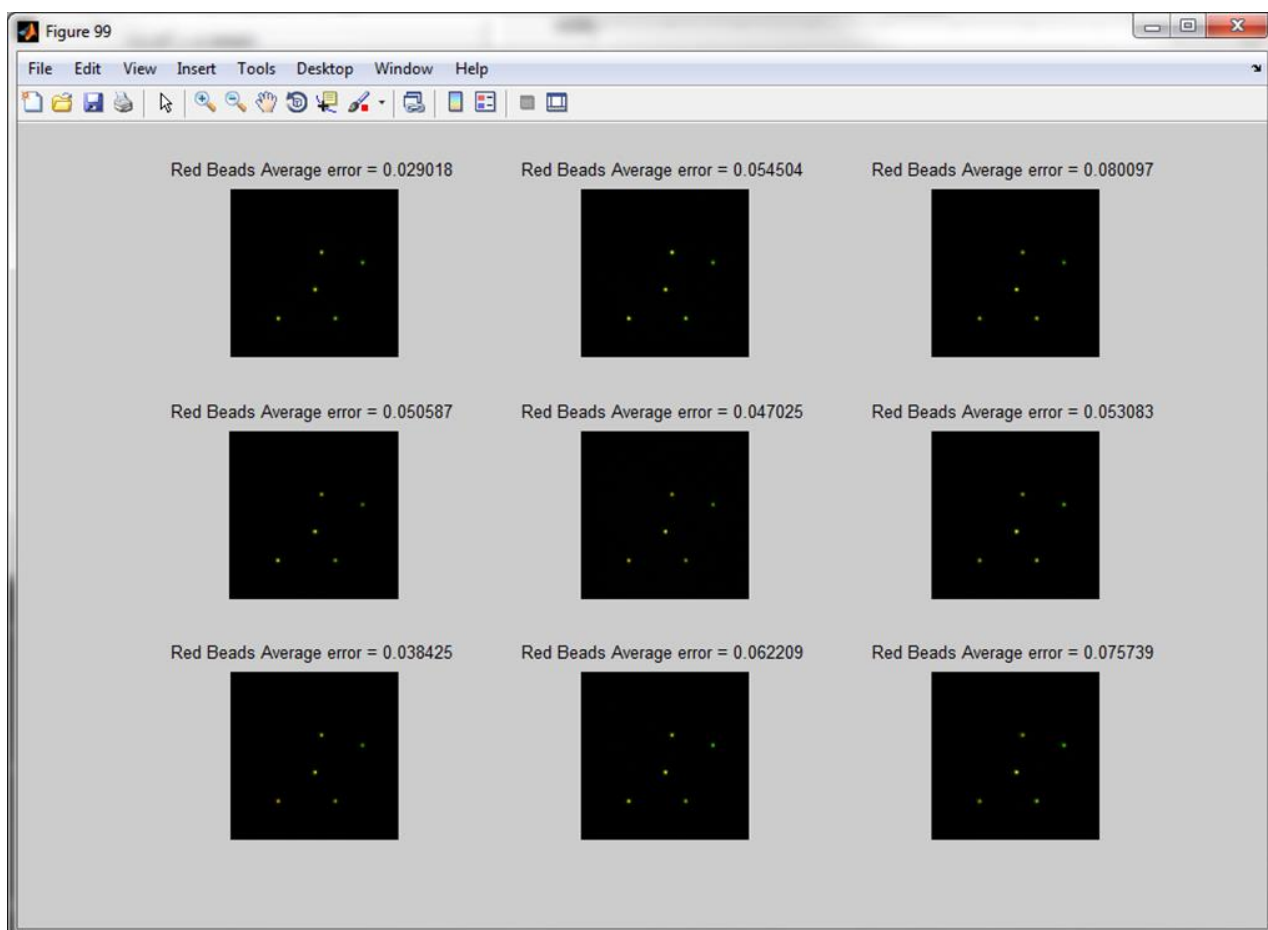 Figure 99
File Edit View Insert Tools Desktop Window Help
Red Beads Average error = 0.029018 Red Beads Average error = 0.054504 Red Beads Average error = 0.080097
Red Beads Average error = 0.050587 Red Beads Average error = 0.047025 Red Beads Average error = 0.053083
Red Beads Average error = 0.038425 Red Beads Average error = 0.062209 Red Beads Average error = 0.075739